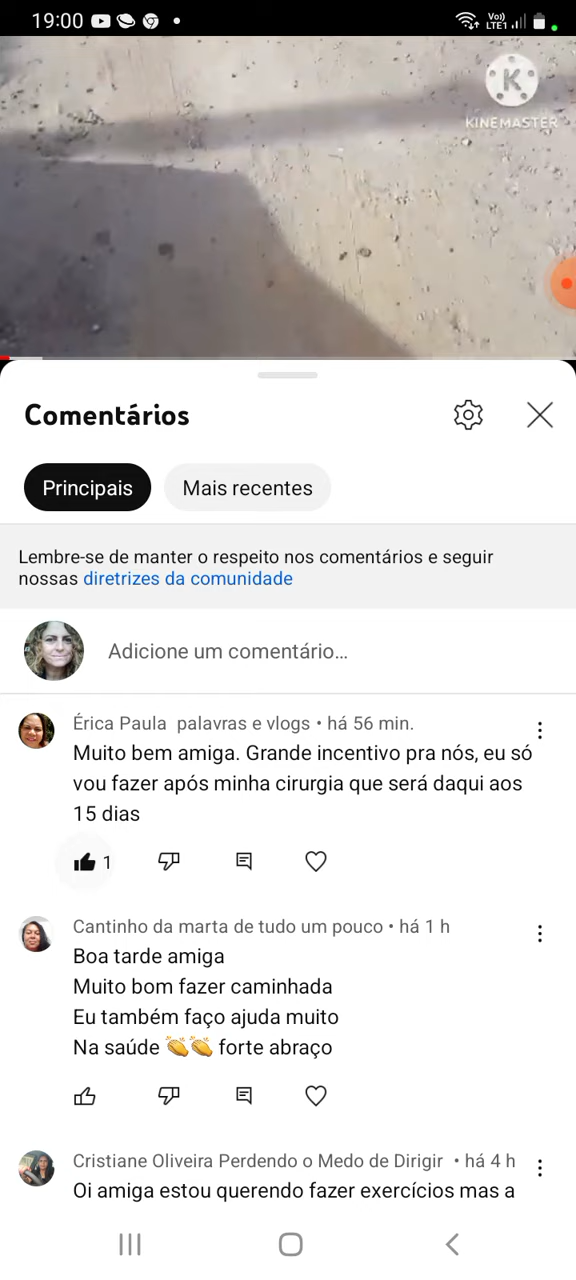 19:00
Vo))
LTE1
K
KINEMASTER
Comentários
Principais
Mais recentes
Lembre-se de manter o respeito nos comentários e seguir
nossas diretrizes da comunidade
Adicione um comentário...
Érica Paula palavras e vlogs • há 56 min.
Muito bem amiga. Grande incentivo pra nós, eu só
vou fazer após minha cirurgia que será daqui aos
15 dias
1
Cantinho da marta de tudo um pouco • há 1 h
Boa tarde amiga
Muito bom fazer caminhada
Eu também faço ajuda muito
Na saúde 👏👏 forte abraço
Cristiane Oliveira Perdendo o Medo de Dirigir • há 4 h
Oi amiga estou querendo fazer exercícios mas a